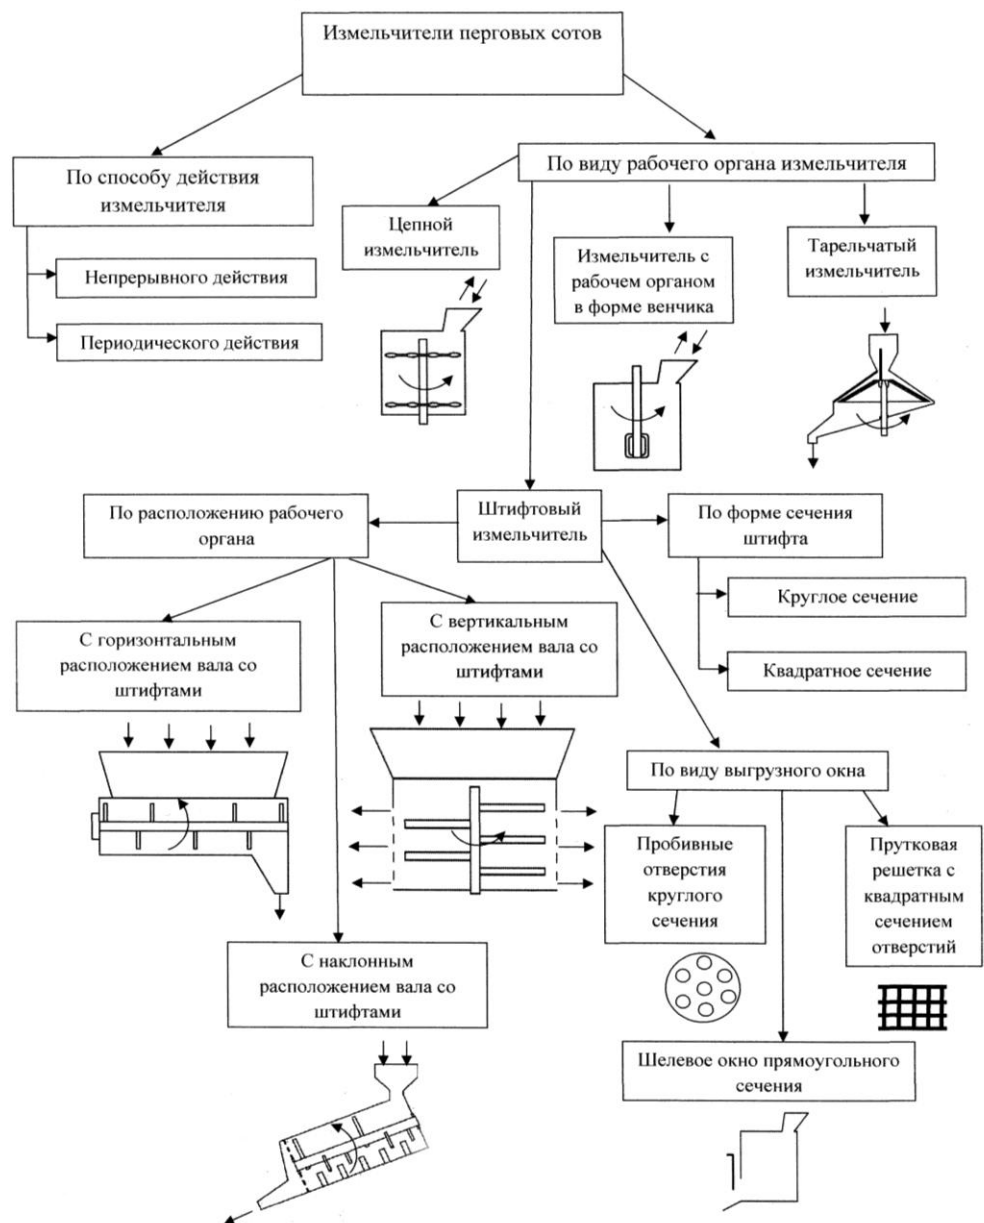 Измельчители перговых сотов
По способу действия
измельчителя
Непрерывного действия
Периодического действия
По виду рабочего органа измельчителя
Цепной
измельчитель
Измельчитель с
рабочем органом
в форме венчика
Тарельчатый
измельчитель
Штифтовый
измельчитель
По расположению рабочего
органа
По форме сечения
штифта
Круглое сечение
Квадратное сечение
С горизонтальным
расположением вала со
штифтами
С вертикальным
расположением вала со
штифтами
С наклонным
расположением вала со
штифтами
По виду выгрузного окна
Пробивные
отверстия
круглого
сечения
Прутковая
решетка с
квадратным
сечением
отверстий
Шелевое окно прямоугольного
сечения